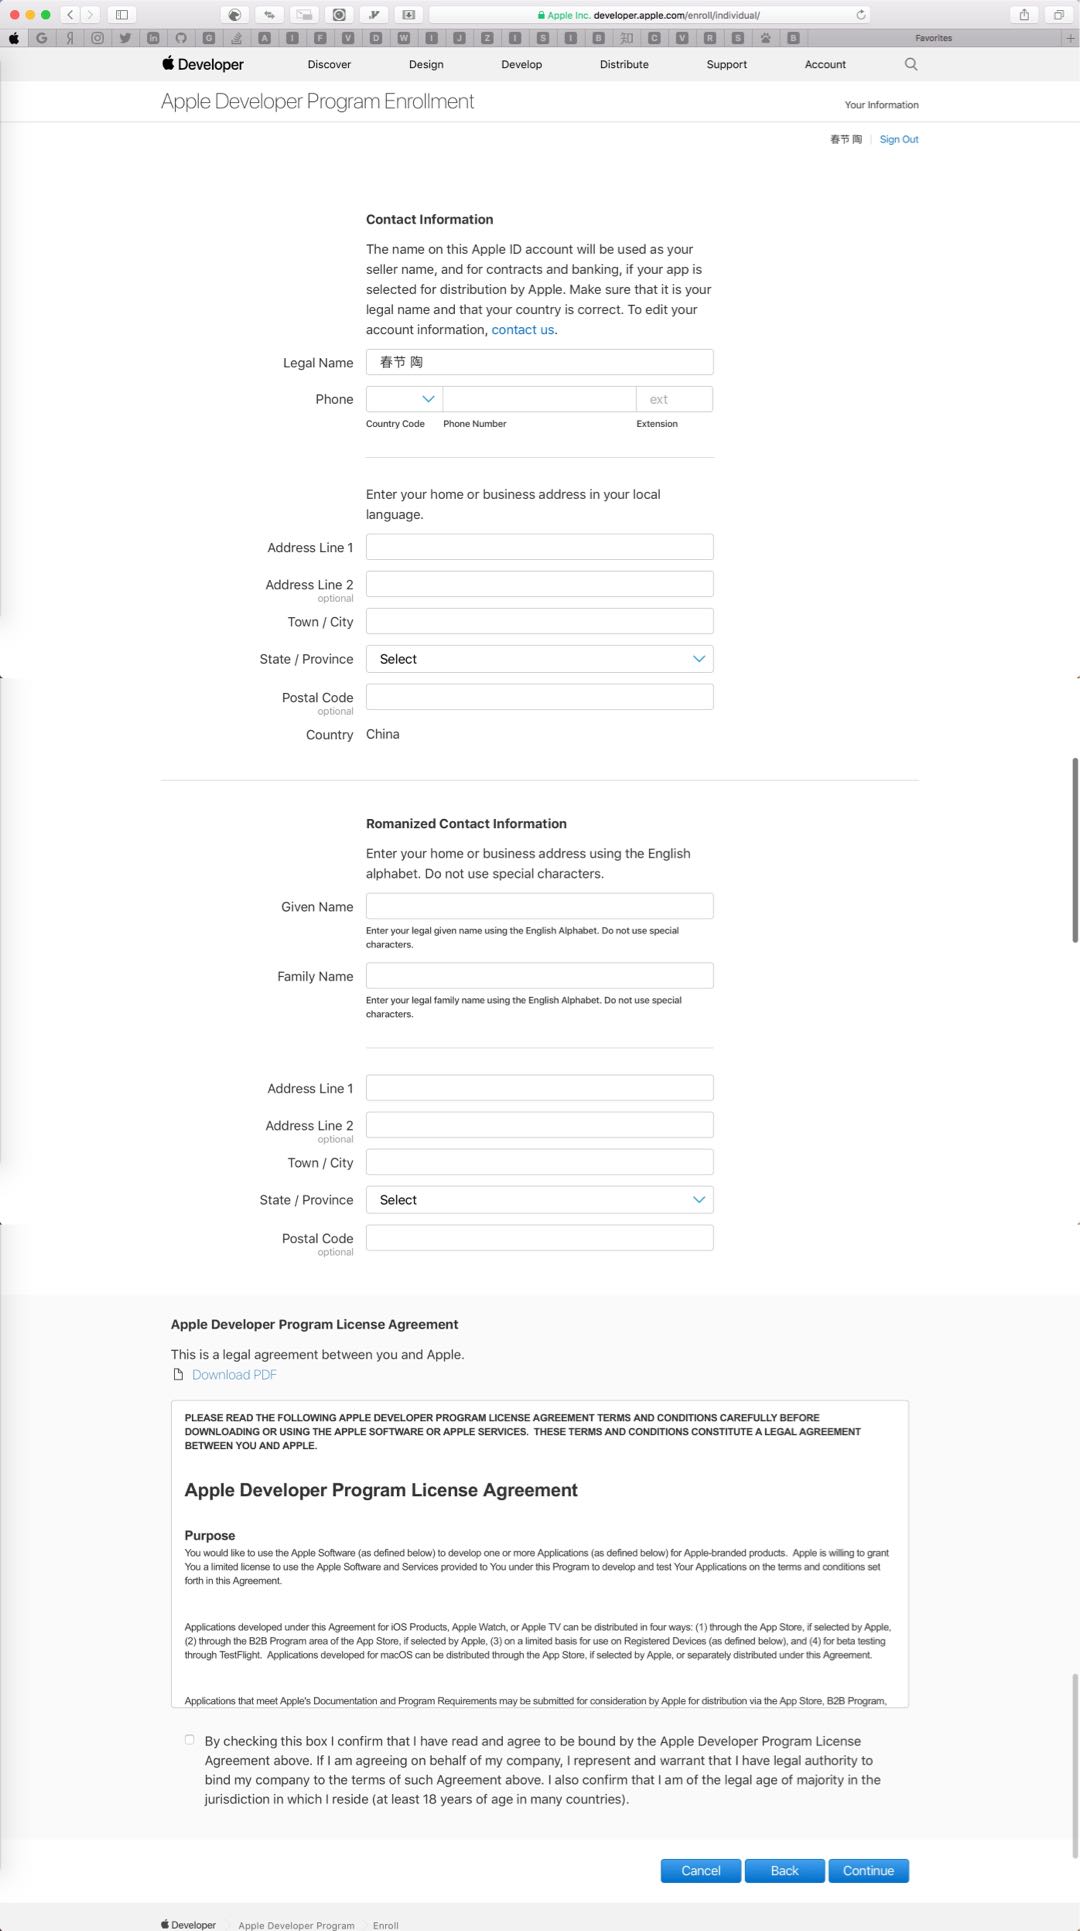 Apple Inc. developer.apple.com/enroll/individual/
Favorites
Developer Discover Design Develop Distribute Support Account
Apple Developer Program Enrollment
Your Information
春节 陶 Sign Out
Contact Information
The name on this Apple ID account will be used as your
seller name, and for contracts and banking, if your app is
selected for distribution by Apple. Make sure that it is your
legal name and that your country is correct. To edit your
account information, contact us.
Legal Name 春节 陶
Phone ext
Country Code Phone Number Extension
Enter your home or business address in your local
language.
Address Line 1
Address Line 2
optional
Town / City
State / Province Select
Postal Code
optional
Country China
Romanized Contact Information
Enter your home or business address using the English
alphabet. Do not use special characters.
Given Name
Enter your legal given name using the English Alphabet. Do not use special
characters.
Family Name
Enter your legal family name using the English Alphabet. Do not use special
characters.
Address Line 1
Address Line 2
optional
Town / City
State / Province Select
Postal Code
optional
Apple Developer Program License Agreement
This is a legal agreement between you and Apple.
Download PDF
PLEASE READ THE FOLLOWING APPLE DEVELOPER PROGRAM LICENSE AGREEMENT TERMS AND CONDITIONS CAREFULLY BEFORE
DOWNLOADING OR USING THE APPLE SOFTWARE OR APPLE SERVICES. THESE TERMS AND CONDITIONS CONSTITUTE A LEGAL AGREEMENT
BETWEEN YOU AND APPLE.
Apple Developer Program License Agreement
Purpose
You would like to use the Apple Software (as defined below) to develop one or more Applications (as defined below) for Apple-branded products. Apple is willing to grant
You a limited license to use the Apple Software and Services provided to You under this Program to develop and test Your Applications on the terms and conditions set
forth in this Agreement.
Applications developed under this Agreement for iOS Products, Apple Watch, or Apple TV can be distributed in four ways: (1) through the App Store, if selected by Apple,
(2) through the B2B Program area of the App Store, if selected by Apple, (3) on a limited basis for use on Registered Devices (as defined below), and (4) for beta testing
through TestFlight. Applications developed for macOS can be distributed through the App Store, if selected by Apple, or separately distributed under this Agreement.
Applications that meet Apple's Documentation and Program Requirements may be submitted for consideration by Apple for distribution via the App Store, B2B Program,
By checking this box I confirm that I have read and agree to be bound by the Apple Developer Program License
Agreement above. If I am agreeing on behalf of my company, I represent and warrant that I have legal authority to
bind my company to the terms of such Agreement above. I also confirm that I am of the legal age of majority in the
jurisdiction in which I reside (at least 18 years of age in many countries).
Cancel Back Continue
Developer Apple Developer Program Enroll